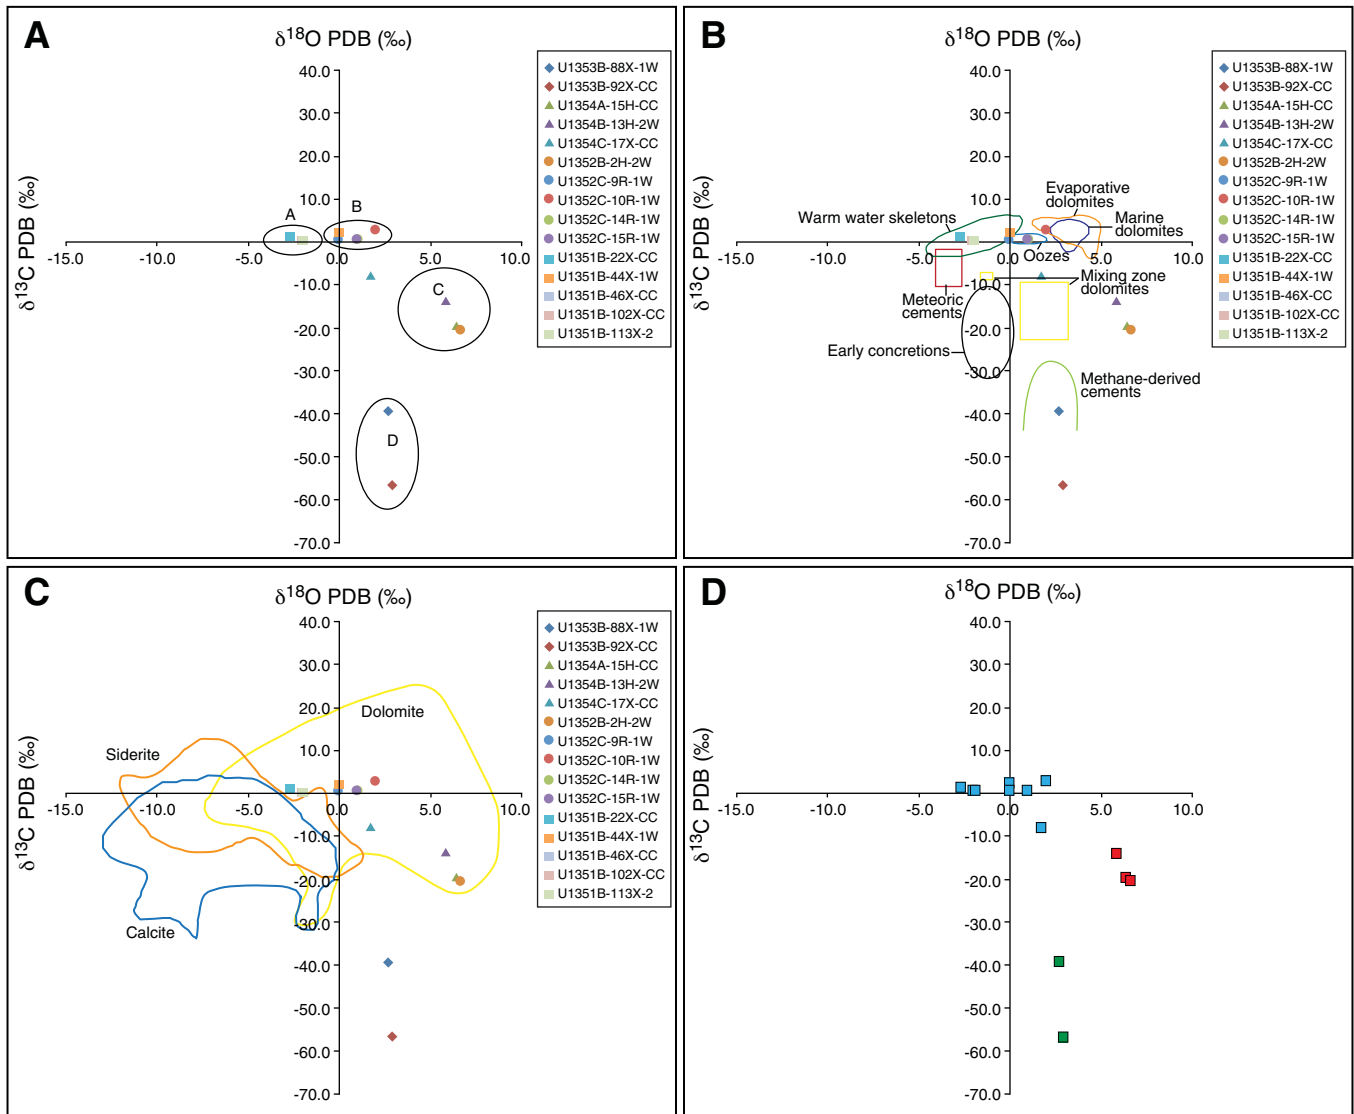 A
δ18O PDB (‰)
δ13C PDB (‰)
40.0
30.0
20.0
10.0
-15.0
-10.0
-5.0
0.0
5.0
10.0
-10.0
-20.0
-30.0
-40.0
-50.0
-60.0
-70.0
A
B
C
D
U1353B-88X-1W
U1353B-92X-CC
U1354A-15H-CC
U1354B-13H-2W
U1354C-17X-CC
U1352B-2H-2W
U1352C-9R-1W
U1352C-10R-1W
U1352C-14R-1W
U1352C-15R-1W
U1351B-22X-CC
U1351B-44X-1W
U1351B-46X-CC
U1351B-102X-CC
U1351B-113X-2
B
δ18O PDB (‰)
δ13C PDB (‰)
40.0
30.0
20.0
10.0
-15.0
-10.0
-5.0
0.0
5.0
10.0
-10.0
-20.0
-30.0
-40.0
-50.0
-60.0
-70.0
Evaporative
dolomites
Warm water skeletons
Marine
dolomites
Oozes
Mixing zone
dolomites
Meteoric
cements
Early concretions
Methane-derived
cements
U1353B-88X-1W
U1353B-92X-CC
U1354A-15H-CC
U1354B-13H-2W
U1354C-17X-CC
U1352B-2H-2W
U1352C-9R-1W
U1352C-10R-1W
U1352C-14R-1W
U1352C-15R-1W
U1351B-22X-CC
U1351B-44X-1W
U1351B-46X-CC
U1351B-102X-CC
U1351B-113X-2
C
δ18O PDB (‰)
δ13C PDB (‰)
40.0
30.0
20.0
10.0
-15.0
-10.0
-5.0
0.0
5.0
10.0
-10.0
-20.0
-30.0
-40.0
-50.0
-60.0
-70.0
Dolomite
Siderite
Calcite
U1353B-88X-1W
U1353B-92X-CC
U1354A-15H-CC
U1354B-13H-2W
U1354C-17X-CC
U1352B-2H-2W
U1352C-9R-1W
U1352C-10R-1W
U1352C-14R-1W
U1352C-15R-1W
U1351B-22X-CC
U1351B-44X-1W
U1351B-46X-CC
U1351B-102X-CC
U1351B-113X-2
D
δ18O PDB (‰)
δ13C PDB (‰)
40.0
30.0
20.0
10.0
-15.0
-10.0
-5.0
0.0
5.0
10.0
-10.0
-20.0
-30.0
-40.0
-50.0
-60.0
-70.0